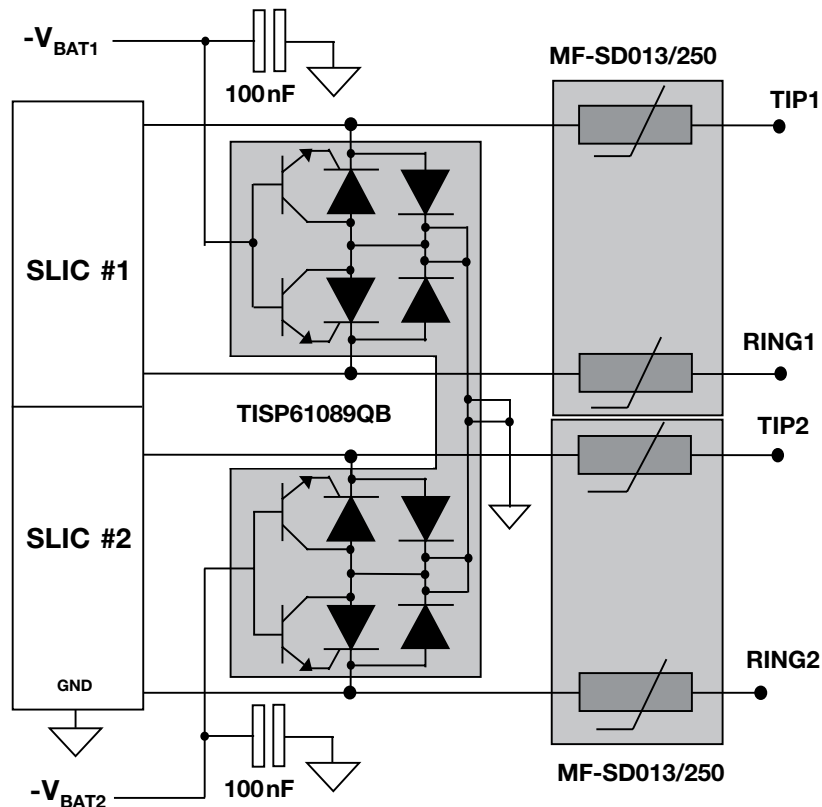 -VBAT1
100nF
MF-SD013/250
TIP1
SLIC #1
RING1
TISP61089QB
TIP2
SLIC #2
RING2
GND
-VBAT2
100nF
MF-SD013/250